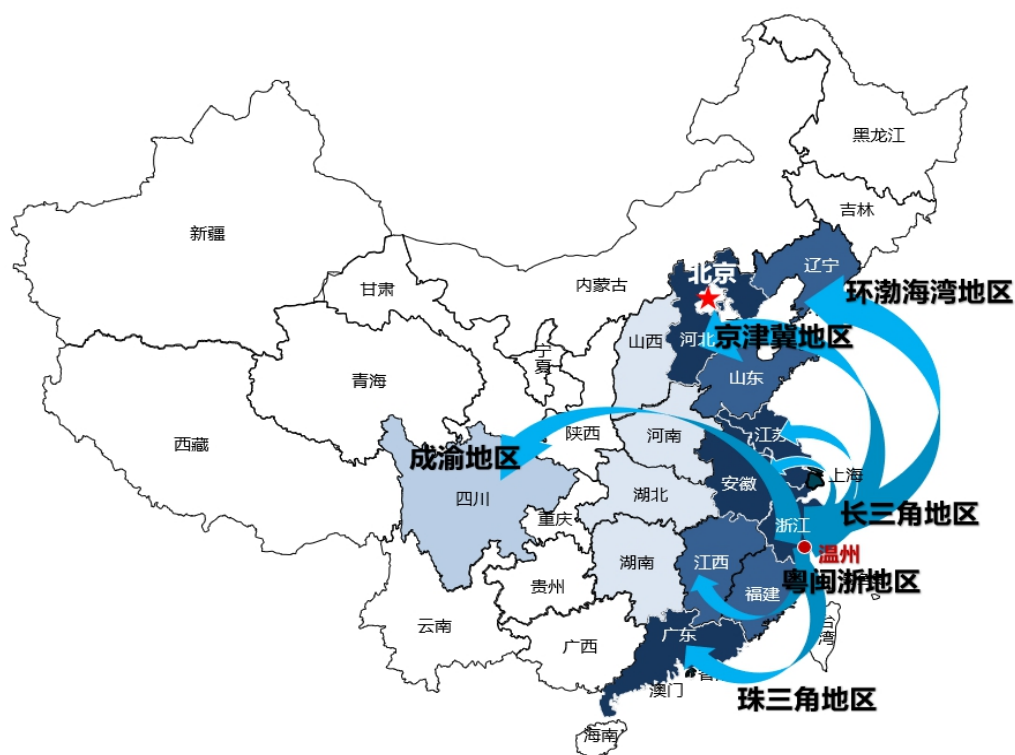 黑龙江
吉林
新疆
辽宁
北京
内蒙古
甘肃
环渤海湾地区
京津冀地区
河北
山西
宁夏
青海
山东
陕西
河南
江苏
西藏
成渝地区
上海
安徽
四川
湖北
长三角地区
重庆
浙江
温州
湖南
江西
粤闽浙地区
贵州
福建
云南
台湾
广东
广西
澳门
珠三角地区
海南